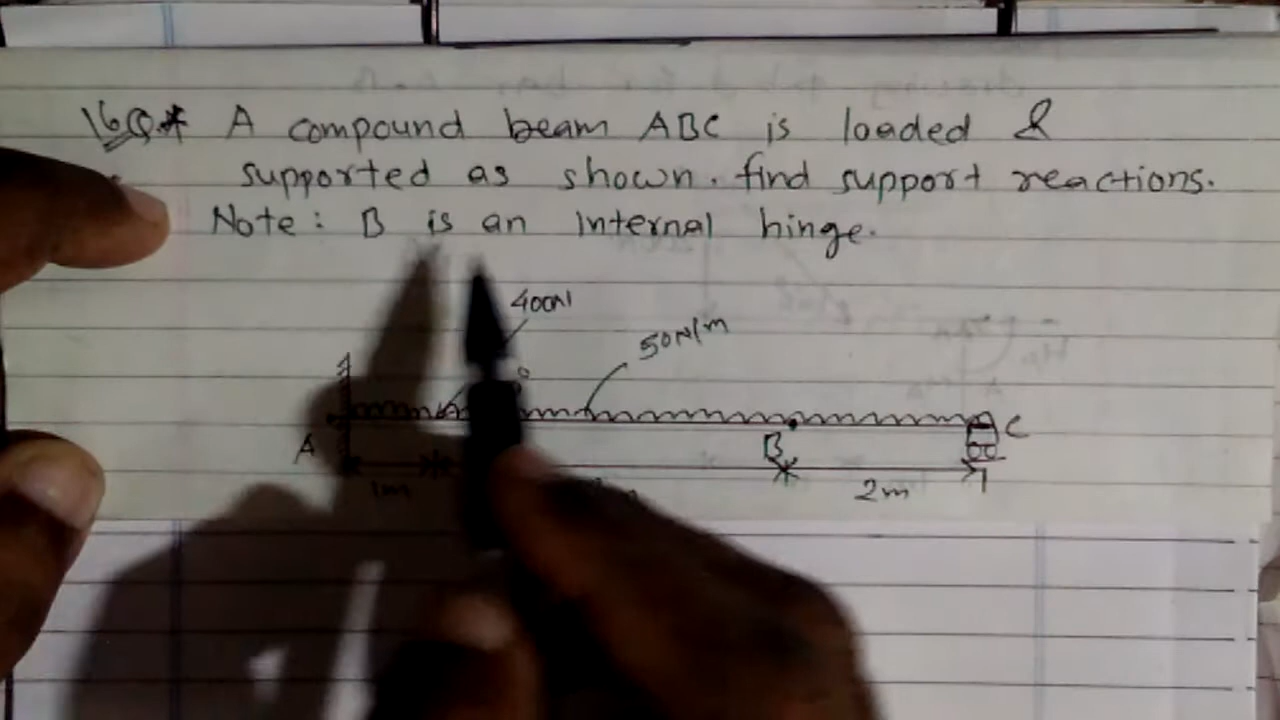 16Q* A compound beam ABC is loaded &
supported as shown. find support reactions.
Note: B is an internal hinge.
400N
50N/m
A
B
C
1m
2m